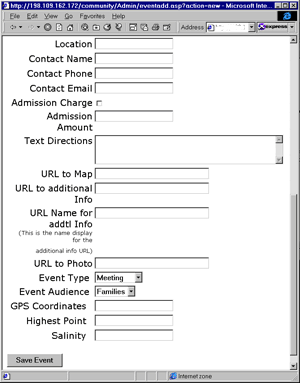 http://198.109.162.172/community/Admin/eventadd.asp?action=new - Microsoft Inte...
File Edit View Go Favorites Help
Address
Express
Location
Contact Name
Contact Phone
Contact Email
Admission Charge
Admission
Amount
Text Directions
URL to Map
URL to additional
Info
URL Name for
addtl Info
(This is the name display
for the
additional info URL)
URL to Photo
Event Type Meeting
Event Audience Families
GPS Coordinates
Highest Point
Salinity
Save Event
Internet zone